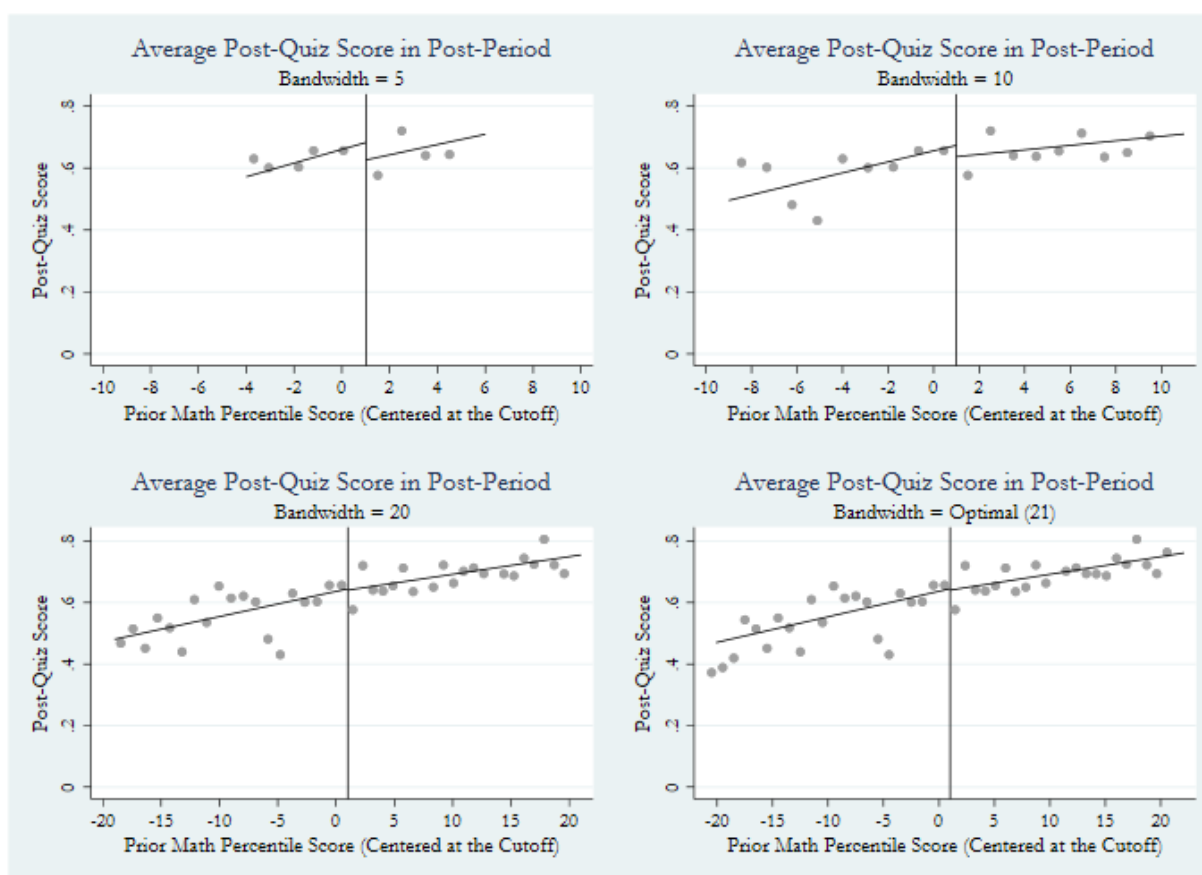 Average Post-Quiz Score in Post-Period
Bandwidth = 5
Post-Quiz Score
.8
.6
.4
.2
0
-10 -8 -6 -4 -2 0 2 4 6 8 10
Prior Math Percentile Score (Centered at the Cutoff)
Average Post-Quiz Score in Post-Period
Bandwidth = 10
Post-Quiz Score
.8
.6
.4
.2
0
-10 -8 -6 -4 -2 0 2 4 6 8 10
Prior Math Percentile Score (Centered at the Cutoff)
Average Post-Quiz Score in Post-Period
Bandwidth = 20
Post-Quiz Score
.8
.6
.4
.2
0
-20 -15 -10 -5 0 5 10 15 20
Prior Math Percentile Score (Centered at the Cutoff)
Average Post-Quiz Score in Post-Period
Bandwidth = Optimal (21)
Post-Quiz Score
.8
.6
.4
.2
0
-20 -15 -10 -5 0 5 10 15 20
Prior Math Percentile Score (Centered at the Cutoff)